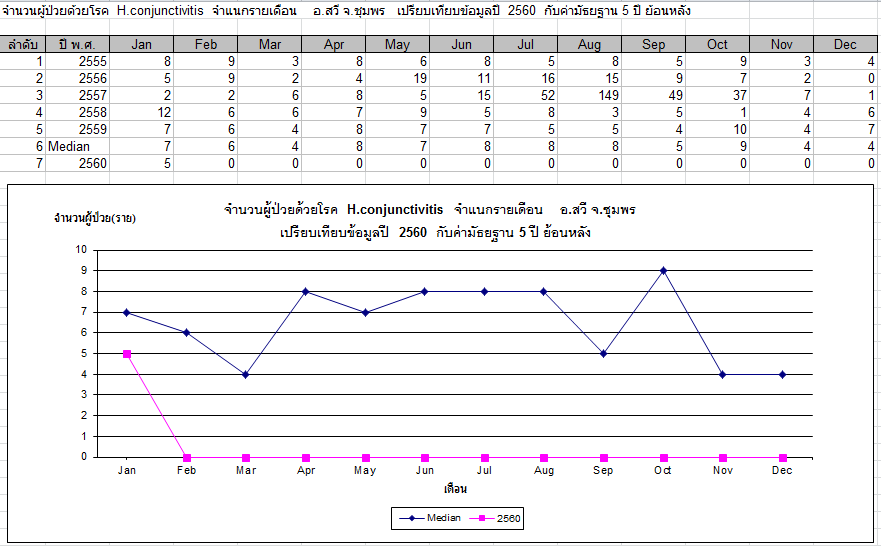 จำนวนผู้ป่วยด้วยโรค H.conjunctivitis จำแนกรายเดือน อ.สวี จ.ชุมพร เปรียบเทียบข้อมูลปี 2560 กับค่ามัธยฐาน 5 ปี ย้อนหลัง
ลำดับ ปี พ.ศ. Jan Feb Mar Apr May Jun Jul Aug Sep Oct Nov Dec
1 2555 8 9 3 8 6 8 5 8 5 9 3 4
2 2556 5 9 2 4 19 11 16 15 9 7 2 0
3 2557 2 2 6 8 5 15 52 149 49 37 7 1
4 2558 12 6 6 7 9 5 8 3 5 1 4 6
5 2559 7 6 4 8 7 7 5 5 4 10 4 7
6 Median 7 6 4 8 7 8 8 8 5 9 4 4
7 2560 5 0 0 0 0 0 0 0 0 0 0 0
จำนวนผู้ป่วยด้วยโรค H.conjunctivitis จำแนกรายเดือน อ.สวี จ.ชุมพร
เปรียบเทียบข้อมูลปี 2560 กับค่ามัธยฐาน 5 ปี ย้อนหลัง
จำนวนผู้ป่วย(ราย)
10
9
8
7
6
5
4
3
2
1
0
Jan Feb Mar Apr May Jun Jul Aug Sep Oct Nov Dec
เดือน
Median 2560